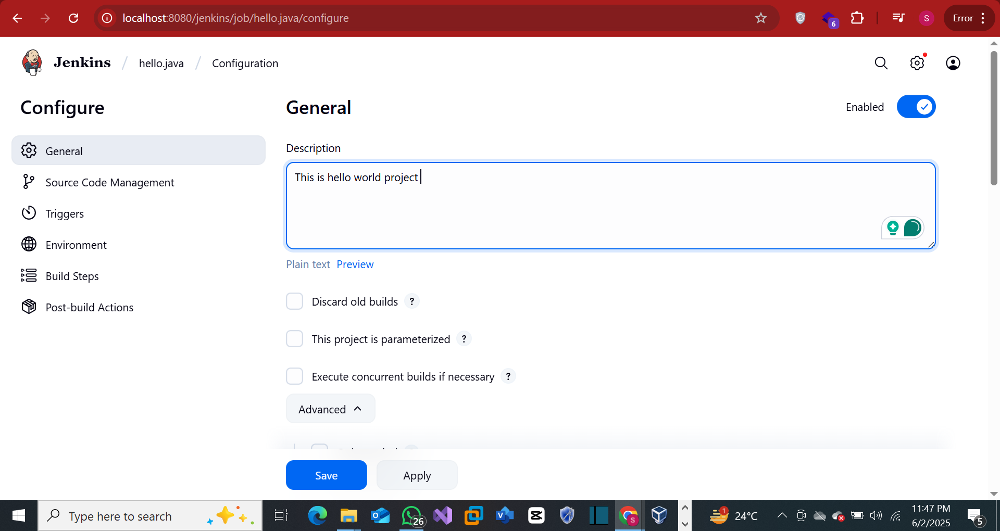 localhost:8080/jenkins/job/hello.java/configure
6
S
Error
Jenkins / hello.java / Configuration
Configure
General
Source Code Management
Triggers
Environment
Build Steps
Post-build Actions
General
Enabled
Description
This is hello world project
Plain text Preview
Discard old builds ?
This project is parameterized ?
Execute concurrent builds if necessary ?
Advanced
Save
Apply
Type here to search
26
S
1
24°C
11:47 PM
6/2/2025
5